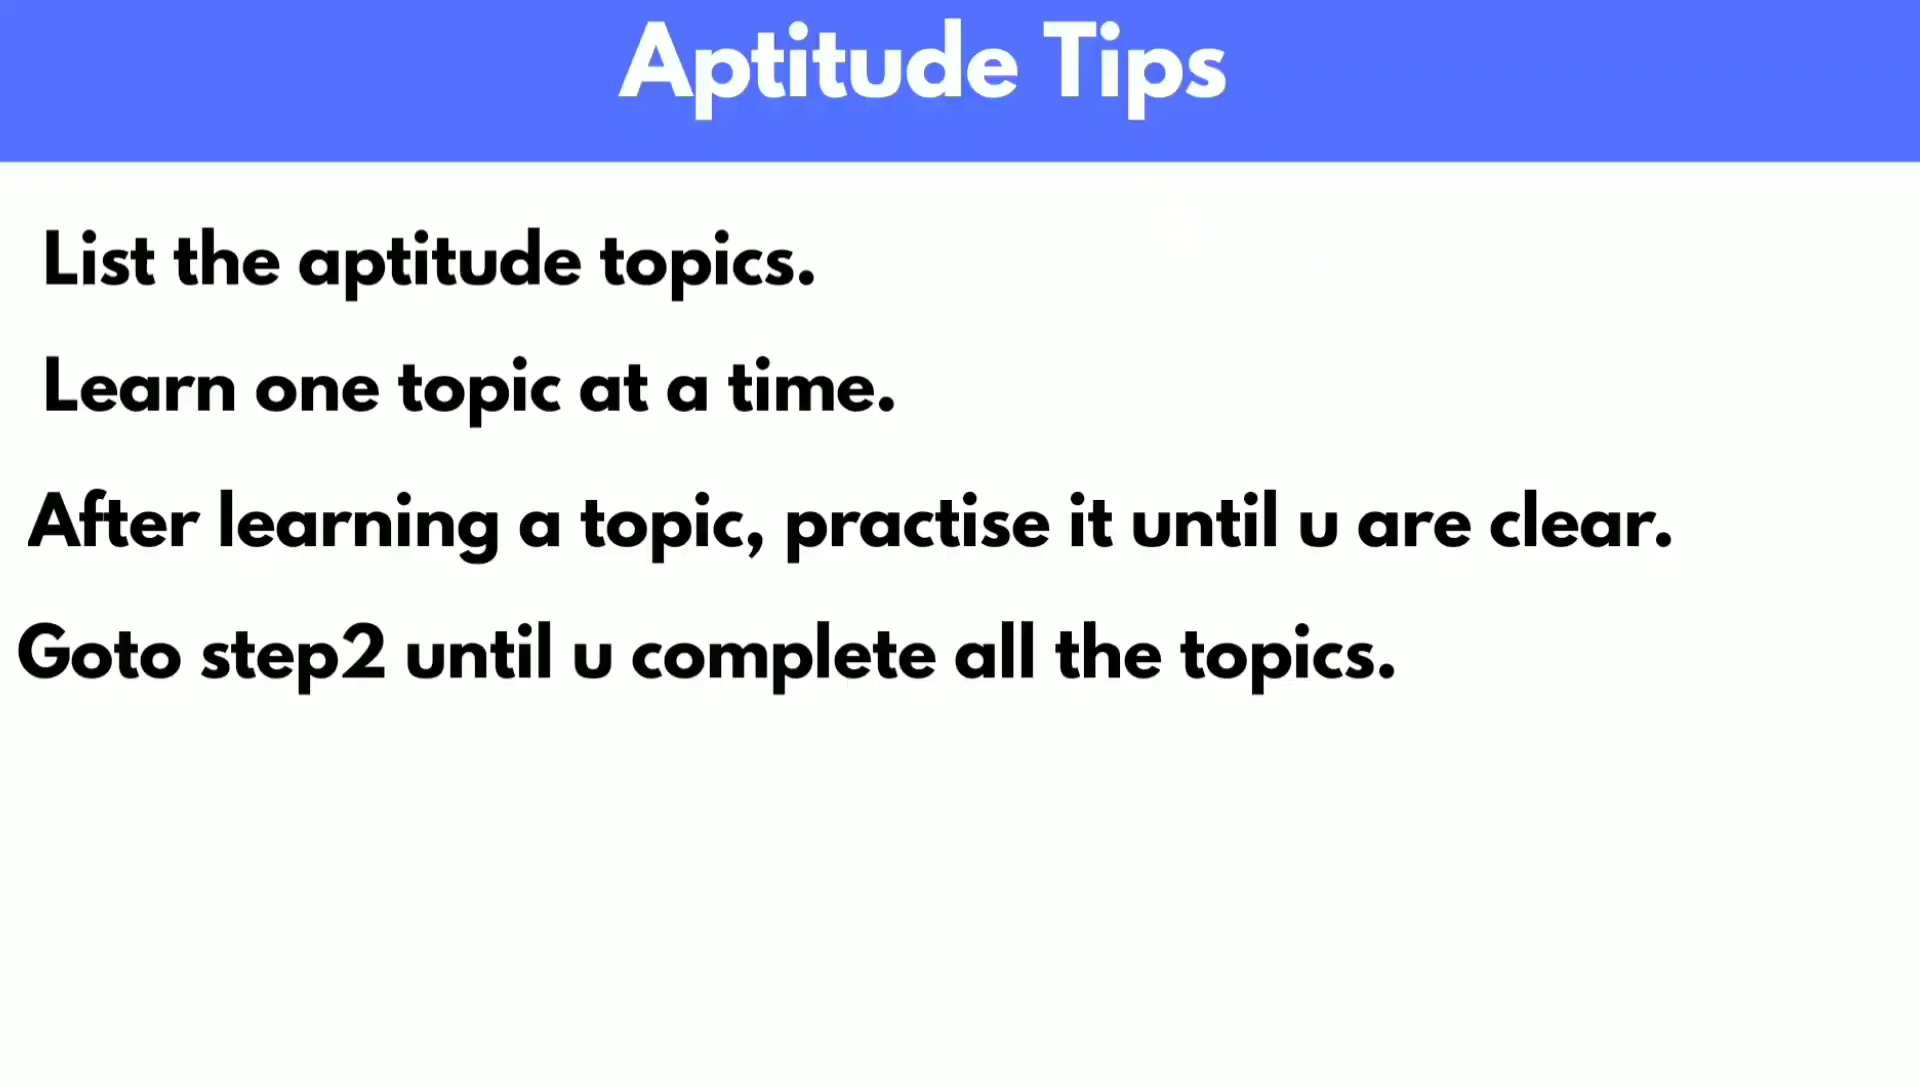 Aptitude Tips
List the aptitude topics.
Learn one topic at a time.
After learning a topic, practise it until u are clear.
Goto step2 until u complete all the topics.